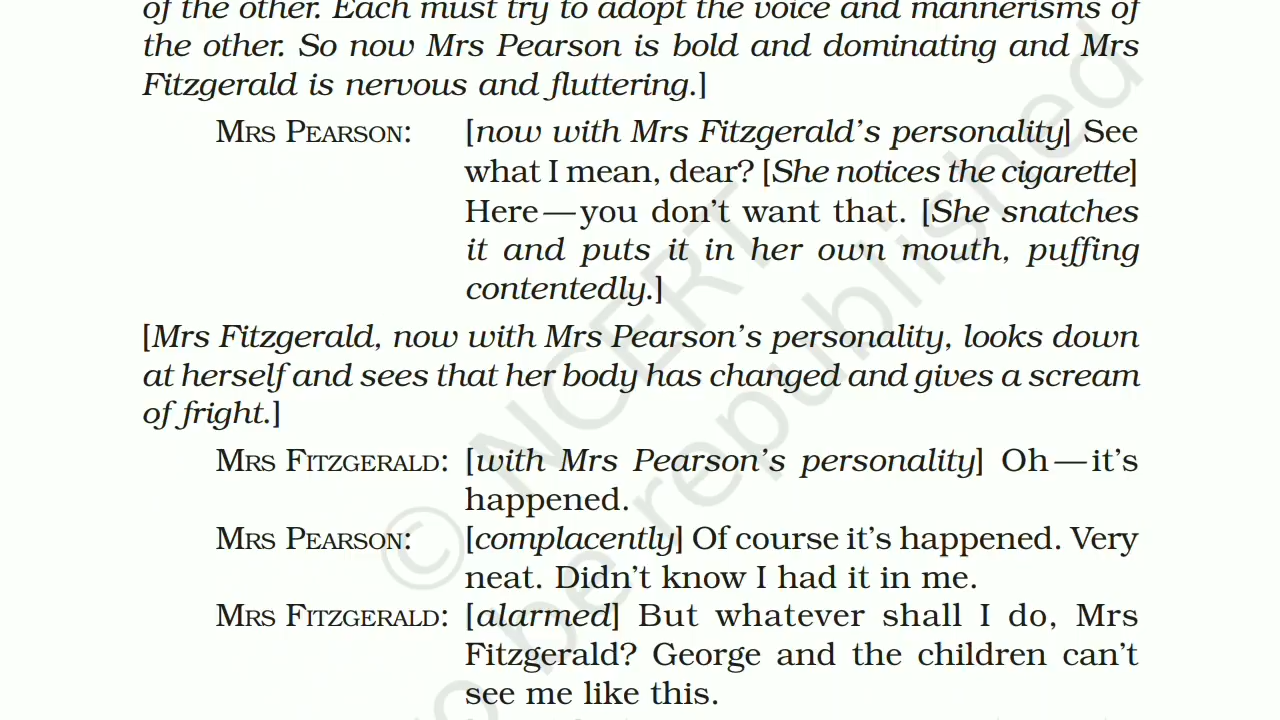 of the other. Each must try to adopt the voice and mannerisms of
the other. So now Mrs Pearson is bold and dominating and Mrs
Fitzgerald is nervous and fluttering.]
MRS PEARSON: [now with Mrs Fitzgerald's personality] See
what I mean, dear? [She notices the cigarette]
Here—you don't want that. [She snatches
it and puts it in her own mouth, puffing
contentedly.]
[Mrs Fitzgerald, now with Mrs Pearson's personality, looks down
at herself and sees that her body has changed and gives a scream
of fright.]
MRS FITZGERALD: [with Mrs Pearson's personality] Oh—it's
happened.
MRS PEARSON: [complacently] Of course it's happened. Very
neat. Didn't know I had it in me.
MRS FITZGERALD: [alarmed] But whatever shall I do, Mrs
Fitzgerald? George and the children can't
see me like this.
© NCERT
to be republished